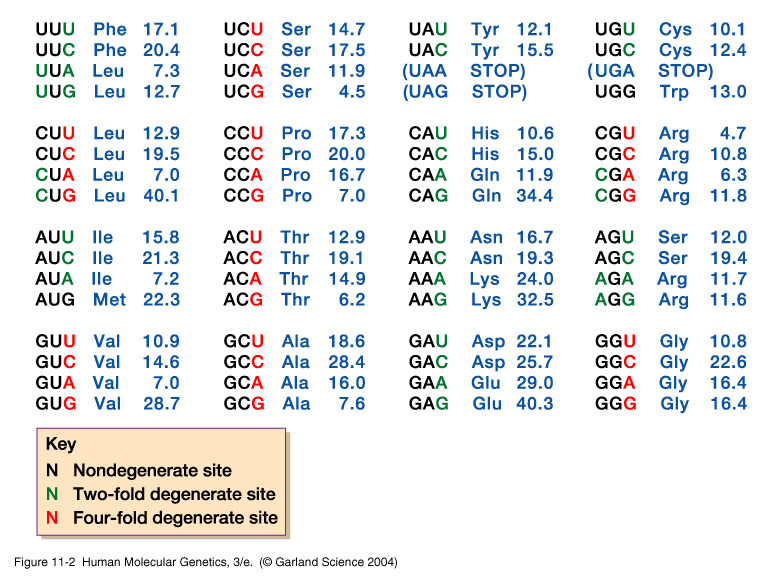 UUU Phe 17.1 UCU Ser 14.7 UAU Tyr 12.1 UGU Cys 10.1
UUC Phe 20.4 UCC Ser 17.5 UAC Tyr 15.5 UGC Cys 12.4
UUA Leu 7.3 UCA Ser 11.9 (UAA STOP) (UGA STOP)
UUG Leu 12.7 UCG Ser 4.5 (UAG STOP) UGG Trp 13.0
CUU Leu 12.9 CCU Pro 17.3 CAU His 10.6 CGU Arg 4.7
CUC Leu 19.5 CCC Pro 20.0 CAC His 15.0 CGC Arg 10.8
CUA Leu 7.0 CCA Pro 16.7 CAA Gln 11.9 CGA Arg 6.3
CUG Leu 40.1 CCG Pro 7.0 CAG Gln 34.4 CGG Arg 11.8
AUU Ile 15.8 ACU Thr 12.9 AAU Asn 16.7 AGU Ser 12.0
AUC Ile 21.3 ACC Thr 19.1 AAC Asn 19.3 AGC Ser 19.4
AUA Ile 7.2 ACA Thr 14.9 AAA Lys 24.0 AGA Arg 11.7
AUG Met 22.3 ACG Thr 6.2 AAG Lys 32.5 AGG Arg 11.6
GUU Val 10.9 GCU Ala 18.6 GAU Asp 22.1 GGU Gly 10.8
GUC Val 14.6 GCC Ala 28.4 GAC Asp 25.7 GGC Gly 22.6
GUA Val 7.0 GCA Ala 16.0 GAA Glu 29.0 GGA Gly 16.4
GUG Val 28.7 GCG Ala 7.6 GAG Glu 40.3 GGG Gly 16.4
Key
N Nondegenerate site
N Two-fold degenerate site
N Four-fold degenerate site
Figure 11-2 Human Molecular Genetics, 3/e. (© Garland Science 2004)